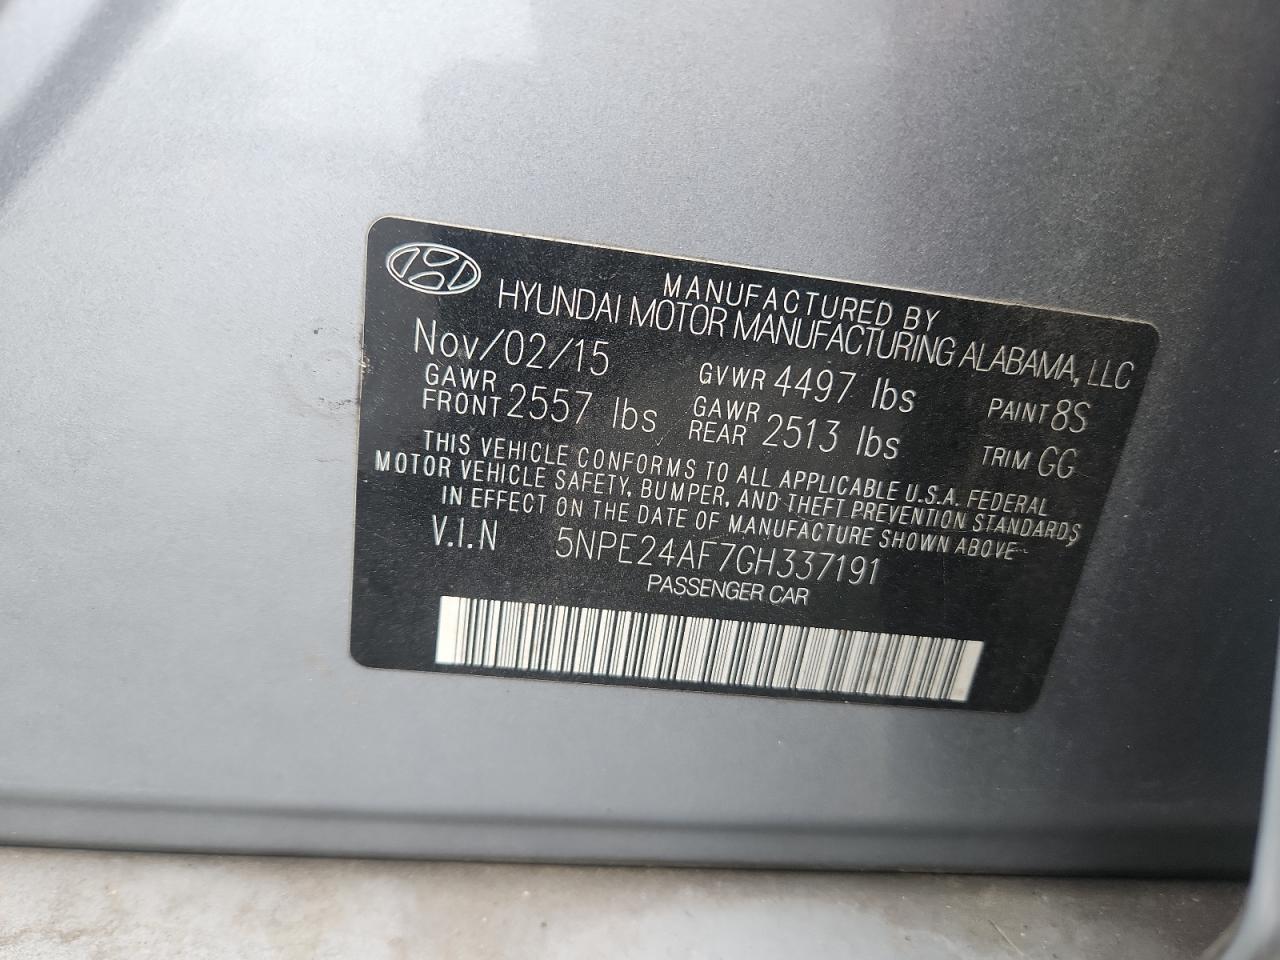 MANUFACTURED BY
HYUNDAI MOTOR MANUFACTURING ALABAMA, LLC
Nov/02/15 GVWR 4497 lbs PAINT 8S
GAWR FRONT 2557 lbs GAWR REAR 2513 lbs TRIM GG
THIS VEHICLE CONFORMS TO ALL APPLICABLE U.S.A. FEDERAL
MOTOR VEHICLE SAFETY, BUMPER, AND THEFT PREVENTION STANDARDS
IN EFFECT ON THE DATE OF MANUFACTURE SHOWN ABOVE
V.I.N 5NPE24AF7GH337191
PASSENGER CAR